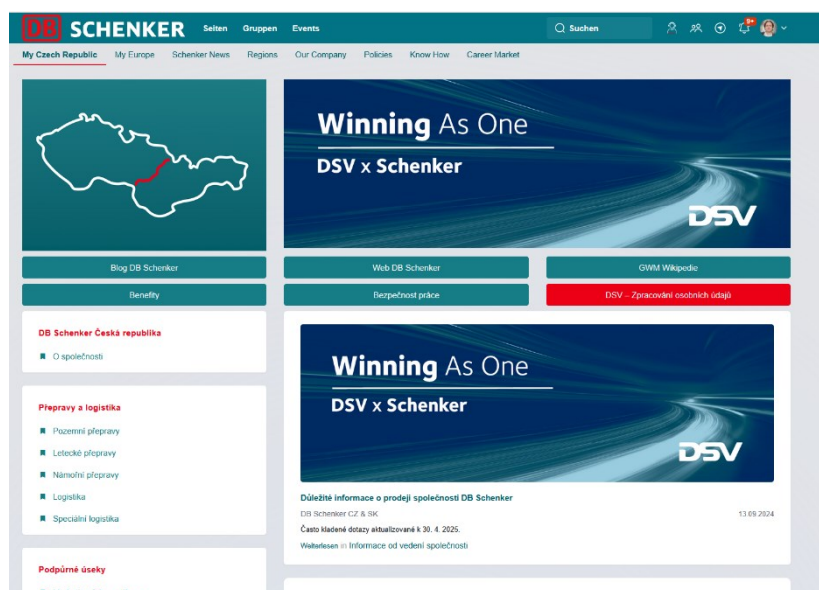 DB SCHENKER Seiten Gruppen Events Suchen 9+
My Czech Republic My Europe Schenker News Regions Our Company Policies Know How Career Market
Winning As One
DSV x Schenker
DSV
Blog DB Schenker Web DB Schenker GWM Wikipedie
Benefity Bezpečnost práce DSV – Zpracování osobních údajů
DB Schenker Česká republika
O společnosti
Přepravy a logistika
Pozemní přepravy
Letecké přepravy
Námořní přepravy
Logistika
Speciální logistika
Podpůrné úseky
Winning As One
DSV x Schenker
DSV
Důležité informace o prodeji společnosti DB Schenker
DB Schenker CZ & SK 13.09.2024
Často kladené dotazy aktualizované k 30. 4. 2025.
Weiterlesen in Informace od vedení společnosti